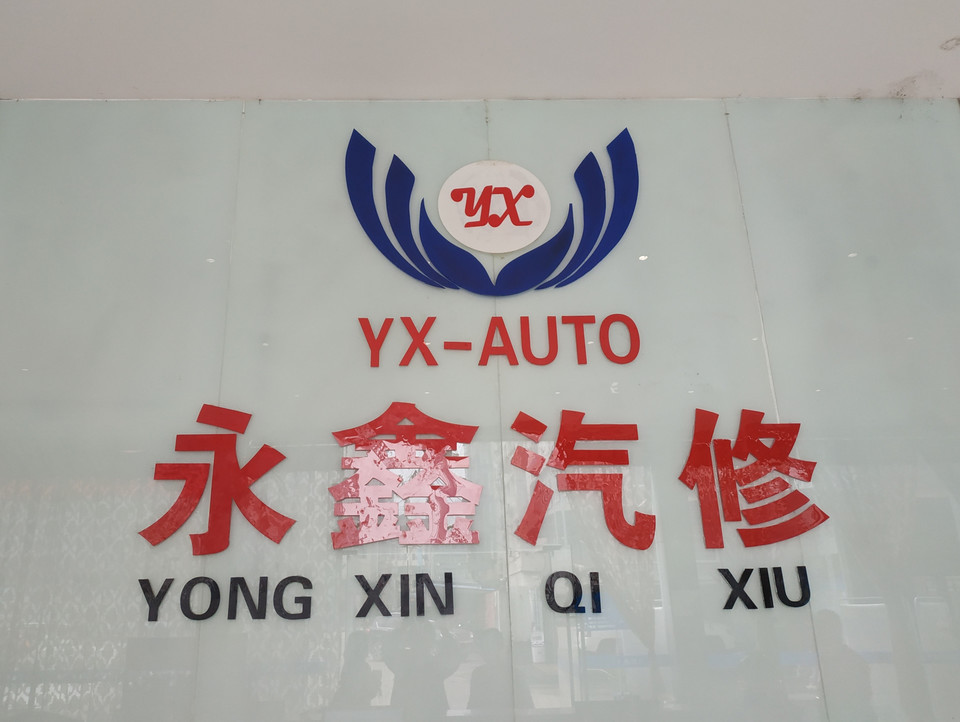 YX
YX-AUTO
永鑫汽修
YONG XIN QI XIU